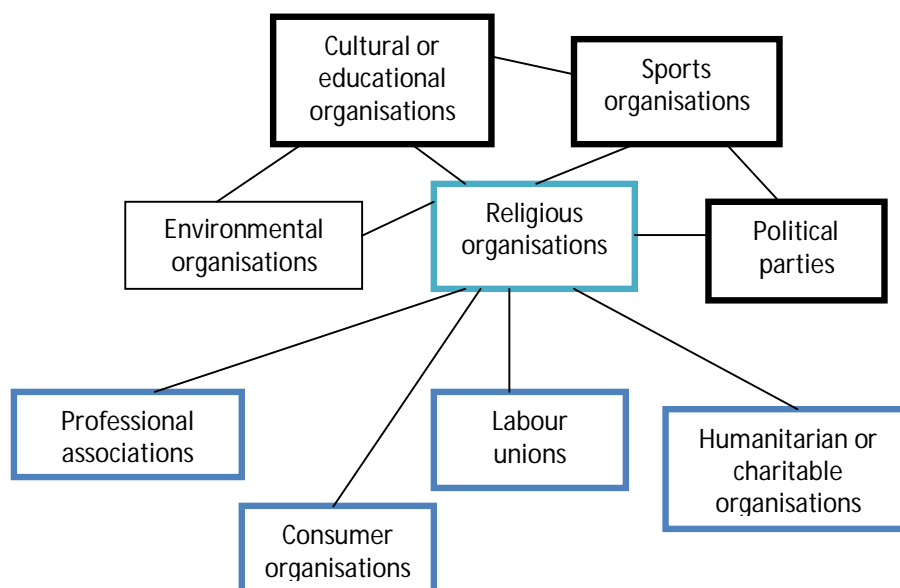 Cultural or
educational
organisations
Sports
organisations
Religious
organisations
Environmental
organisations
Political
parties
Professional
associations
Labour
unions
Humanitarian or
charitable
organisations
Consumer
organisations